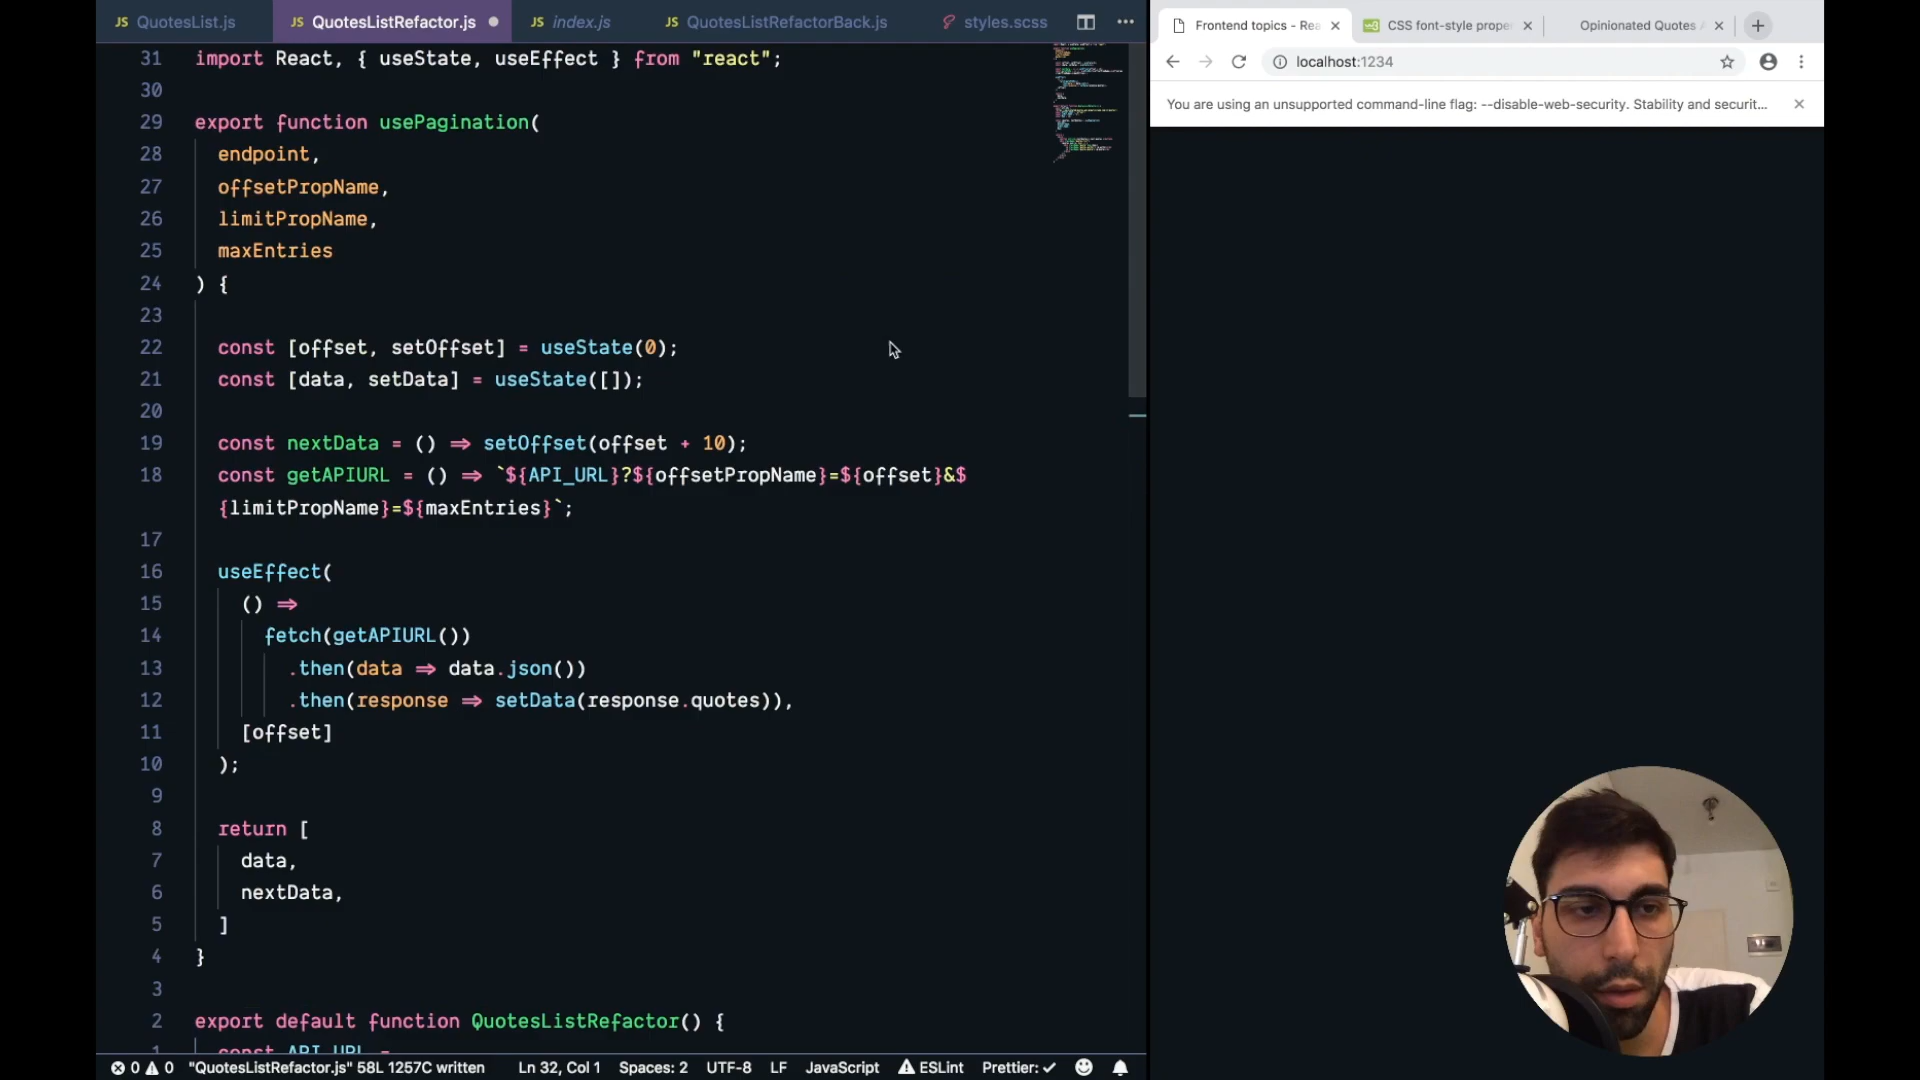 JS QuotesList.js
JS QuotesListRefactor.js
JS index.js
JS QuotesListRefactorBack.js
styles.scss
31 import React, { useState, useEffect } from "react";
30
29 export function usePagination(
28 endpoint,
27 offsetPropName,
26 limitPropName,
25 maxEntries
24 ) {
23
22 const [offset, setOffset] = useState(0);
21 const [data, setData] = useState([]);
20
19 const nextData = () ⇒ setOffset(offset + 10);
18 const getAPIURL = () ⇒ `${API_URL}?${offsetPropName}=${offset}&$
{limitPropName}=${maxEntries}`;
17
16 useEffect(
15 () ⇒
14 fetch(getAPIURL())
13 .then(data ⇒ data.json())
12 .then(response ⇒ setData(response.quotes)),
11 [offset]
10 );
9
8 return [
7 data,
6 nextData,
5 ]
4 }
3
2 export default function QuotesListRefactor() {
1 const API_URL =
0 0 "QuotesListRefactor.js" 58L 1257C written Ln 32, Col 1 Spaces: 2 UTF-8 LF JavaScript ESLint Prettier: ✓
Frontend topics - Rea
CSS font-style prope
Opinionated Quotes A
localhost:1234
You are using an unsupported command-line flag: --disable-web-security. Stability and securit...